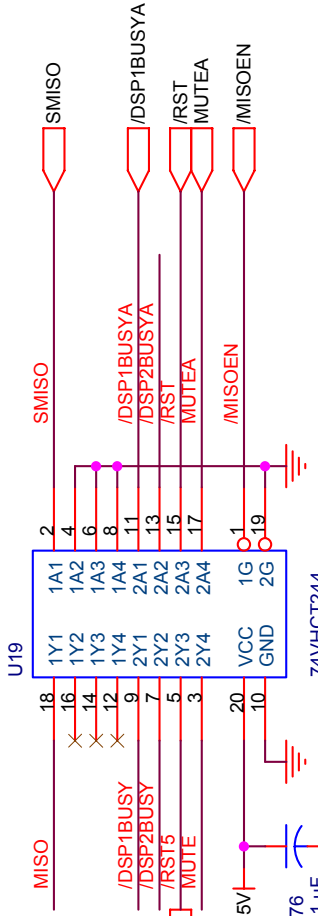 U19
MISO 18 1Y1 1A1 2 SMISO SMISO
16 1Y2 1A2 4
14 1Y3 1A3 6
12 1Y4 1A4 8
/DSP1BUSY 9 2Y1 2A1 11 /DSP1BUSYA /DSP1BUSYA
/DSP2BUSY 7 2Y2 2A2 13 /DSP2BUSYA
/RST5 5 2Y3 2A3 15 /RST /RST
MUTE 3 2Y4 2A4 17 MUTEA MUTEA
5V 20 VCC 1G 1 /MISOEN /MISOEN
10 GND 2G 19
76
74VHCT244